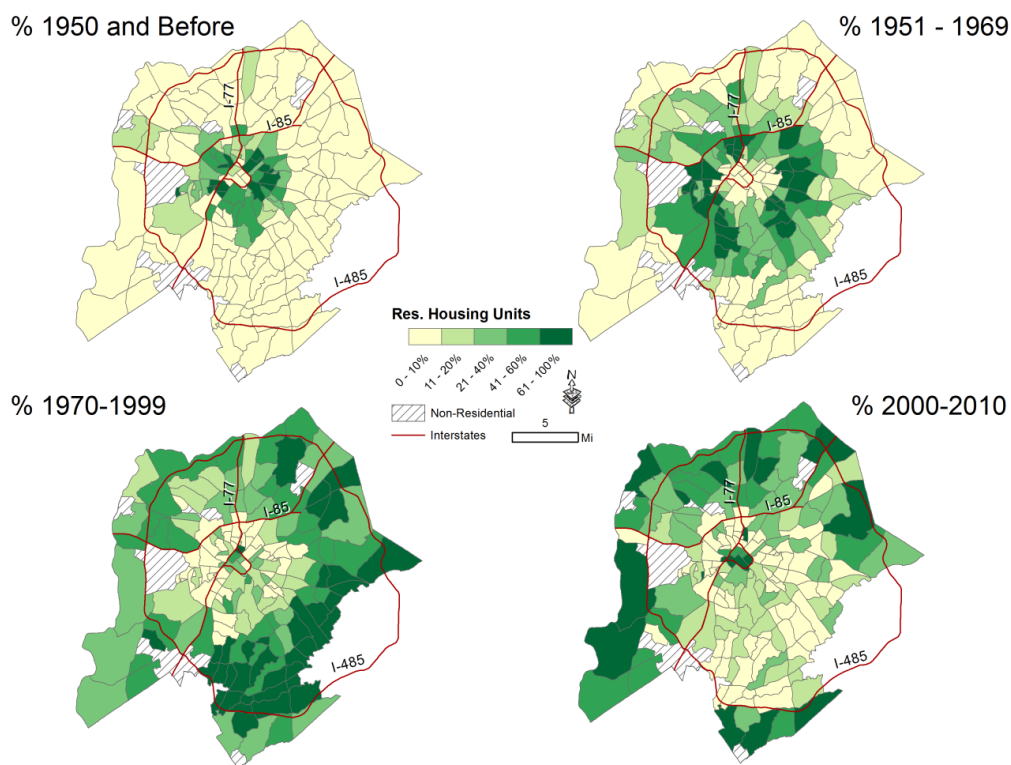 % 1950 and Before
% 1951 - 1969
I-77
I-85
I-485
I-77
I-85
I-485
Res. Housing Units
0 - 10%
11 - 20%
21 - 40%
41 - 60%
61 - 100%
Non-Residential
Interstates
N
5
Mi
% 1970-1999
% 2000-2010
I-77
I-85
I-485
I-77
I-85
I-485